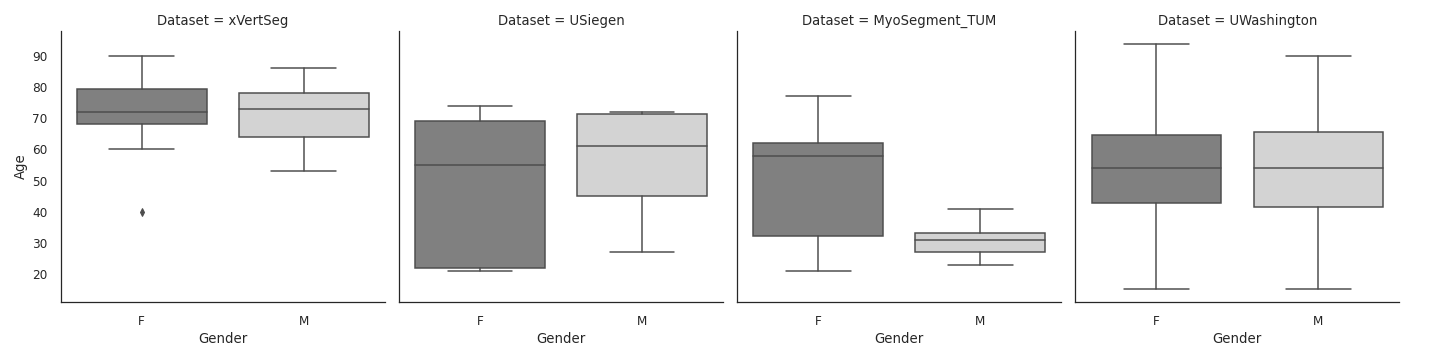 Dataset = xVertSeg
Dataset = USiegen
Dataset = MyoSegment_TUM
Dataset = UWashington
90
80
70
60
50
40
30
20
Age
F
M
F
M
F
M
F
M
Gender
Gender
Gender
Gender